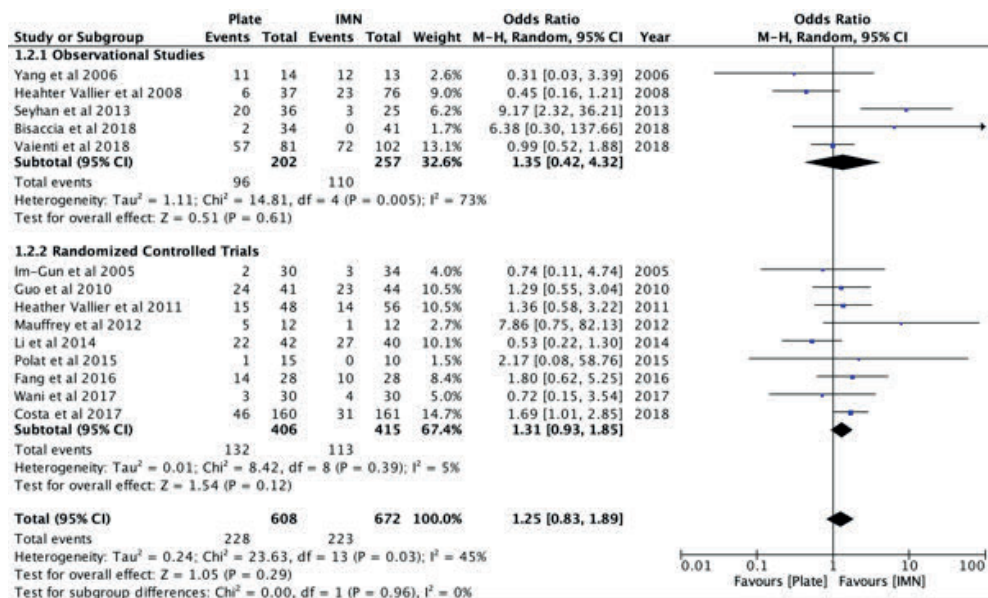 Plate IMN Odds Ratio Odds Ratio
Study or Subgroup Events Total Events Total Weight M-H, Random, 95% CI Year M-H, Random, 95% CI
1.2.1 Observational Studies
Yang et al 2006 11 14 12 13 2.6% 0.31 [0.03, 3.39] 2006
Heahter Vallier et al 2008 6 37 23 76 9.0% 0.45 [0.16, 1.21] 2008
Seyhan et al 2013 20 36 3 25 6.2% 9.17 [2.32, 36.21] 2013
Bisaccia et al 2018 2 34 0 41 1.7% 6.38 [0.30, 137.66] 2018
Vaienti et al 2018 57 81 72 102 13.1% 0.99 [0.52, 1.88] 2018
Subtotal (95% CI) 202 257 32.6% 1.35 [0.42, 4.32]
Total events 96 110
Heterogeneity: Tau² = 1.11; Chi² = 14.81, df = 4 (P = 0.005); I² = 73%
Test for overall effect: Z = 0.51 (P = 0.61)
1.2.2 Randomized Controlled Trials
Im-Gun et al 2005 2 30 3 34 4.0% 0.74 [0.11, 4.74] 2005
Guo et al 2010 24 41 23 44 10.5% 1.29 [0.55, 3.04] 2010
Heather Vallier et al 2011 15 48 14 56 10.5% 1.36 [0.58, 3.22] 2011
Mauffrey et al 2012 5 12 1 12 2.7% 7.86 [0.75, 82.13] 2012
Li et al 2014 22 42 27 40 10.1% 0.53 [0.22, 1.30] 2014
Polat et al 2015 1 15 0 10 2.4% 2.17 [0.08, 58.76] 2015
Fang et al 2016 14 28 10 28 8.4% 1.80 [0.62, 5.25] 2016
Wani et al 2017 3 30 4 30 5.0% 0.72 [0.15, 3.54] 2017
Costa et al 2017 46 160 31 161 14.7% 1.69 [1.01, 2.85] 2018
Subtotal (95% CI) 406 415 67.4% 1.31 [0.93, 1.85]
Total events 132 113
Heterogeneity: Tau² = 0.01; Chi² = 8.42, df = 8 (P = 0.39); I² = 5%
Test for overall effect: Z = 1.54 (P = 0.12)
Total (95% CI) 608 672 100.0% 1.25 [0.83, 1.89]
Total events 228 223
Heterogeneity: Tau² = 0.24; Chi² = 23.63, df = 13 (P = 0.03); I² = 45%
Test for overall effect: Z = 1.05 (P = 0.29)
Test for subgroup differences: Chi² = 0.00, df = 1 (P = 0.96), I² = 0%
0.01 0.1 1 10 100
Favours [Plate] Favours [IMN]